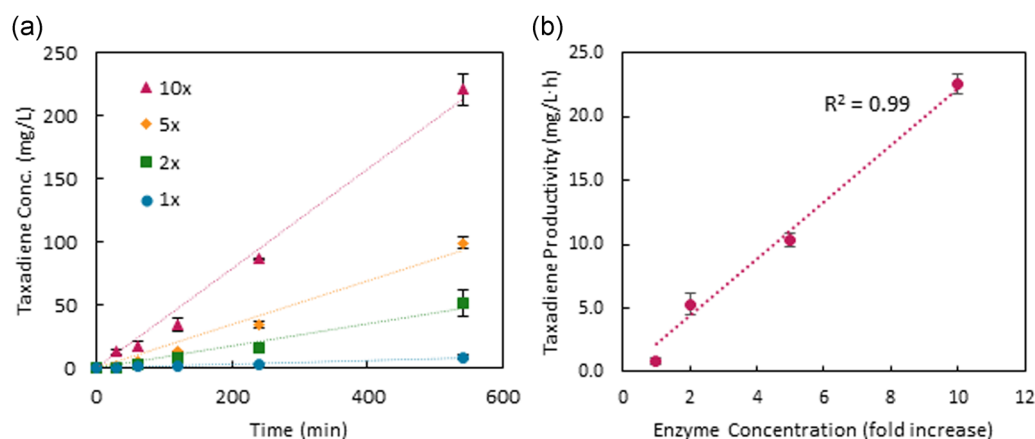 (a)
Taxadiene Conc. (mg/L)
250
200
150
100
50
0
10x
5x
2x
1x
0
200
400
600
Time (min)
(b)
Taxadiene Productivity (mg/L·h)
25.0
20.0
15.0
10.0
5.0
0.0
R² = 0.99
0
2
4
6
8
10
12
Enzyme Concentration (fold increase)